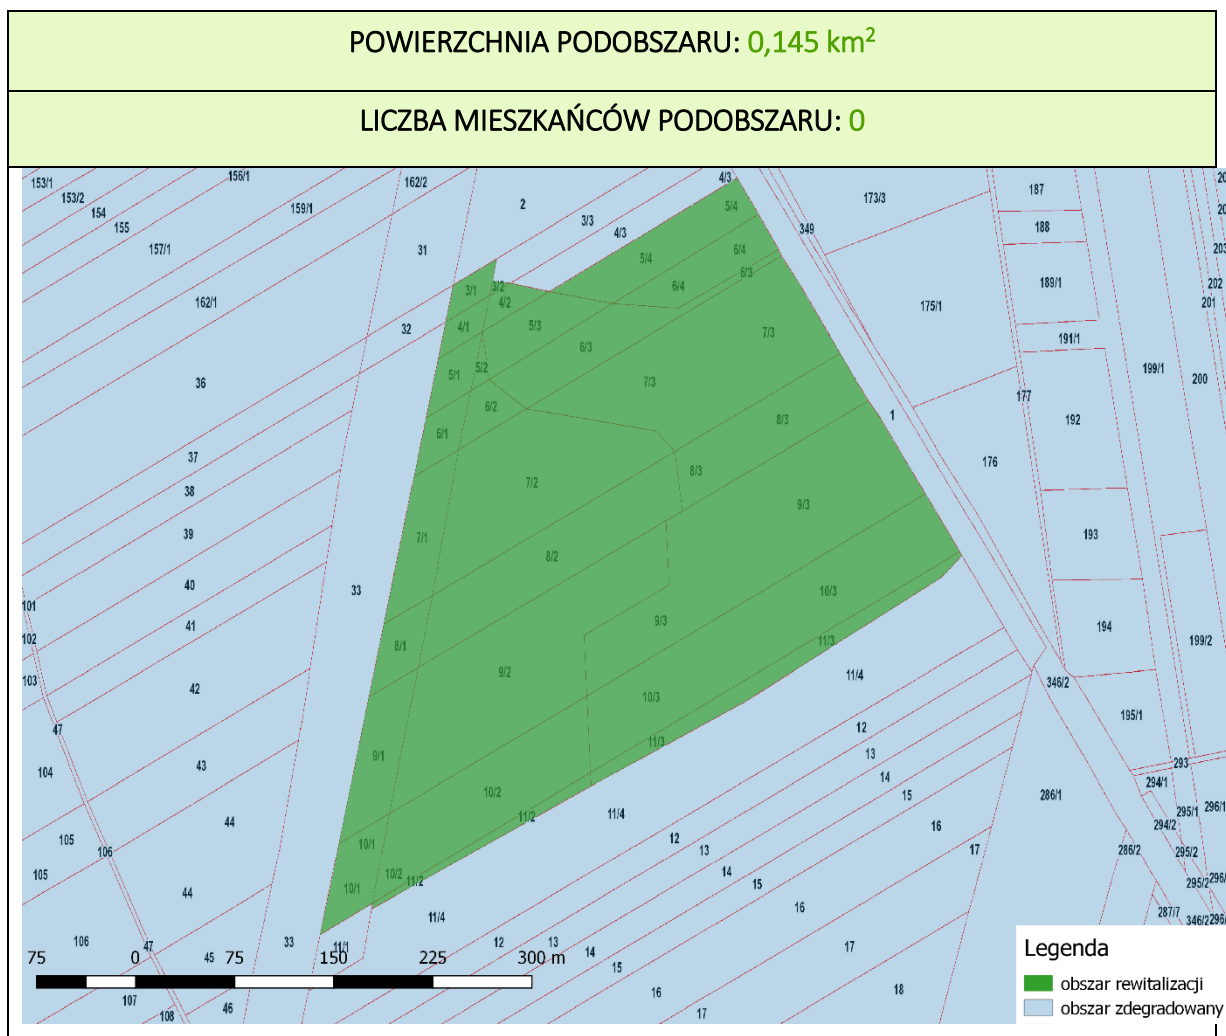 POWIERZCHNIA PODOBSZARU: 0,145 km²
LICZBA MIESZKAŃCÓW PODOBSZARU: 0
153/1 156/1 162/2 4/3 173/3 187
153/2 159/1 2 5/4
154 3/3 349 188
155 4/3
157/1 31 5/4 6/4 203
6/3
3/1 3/2 6/4 189/1 202
162/1 4/2 175/1 201
32 4/1 5/3 7/3 191/1
6/3
36 5/1 5/2 7/3 199/1 200
6/2 177
6/1 8/3 1 192
37 176
38 7/2 8/3
39 7/1 9/3 193
8/2
40 33 10/3
101 41 9/3 194
102 8/1 11/3 199/2
103 42 9/2 11/4 346/2
10/3 195/1
47 12
104 43 9/1 11/3 13 293
10/2 14 294/1
44 11/2 11/4 15 286/1 295/1 296/1
105 10/1 12 16 294/2
106 13 17 286/2 295/2
105 10/2 14
44 10/1 11/2 15 295/2
16 287/7
11/4 346/2
106 47 33 11/1 12 13 17
45 14
15
107 46 16 18
108 17
75 0 75 150 225 300 m
Legenda
obszar rewitalizacji
obszar zdegradowany